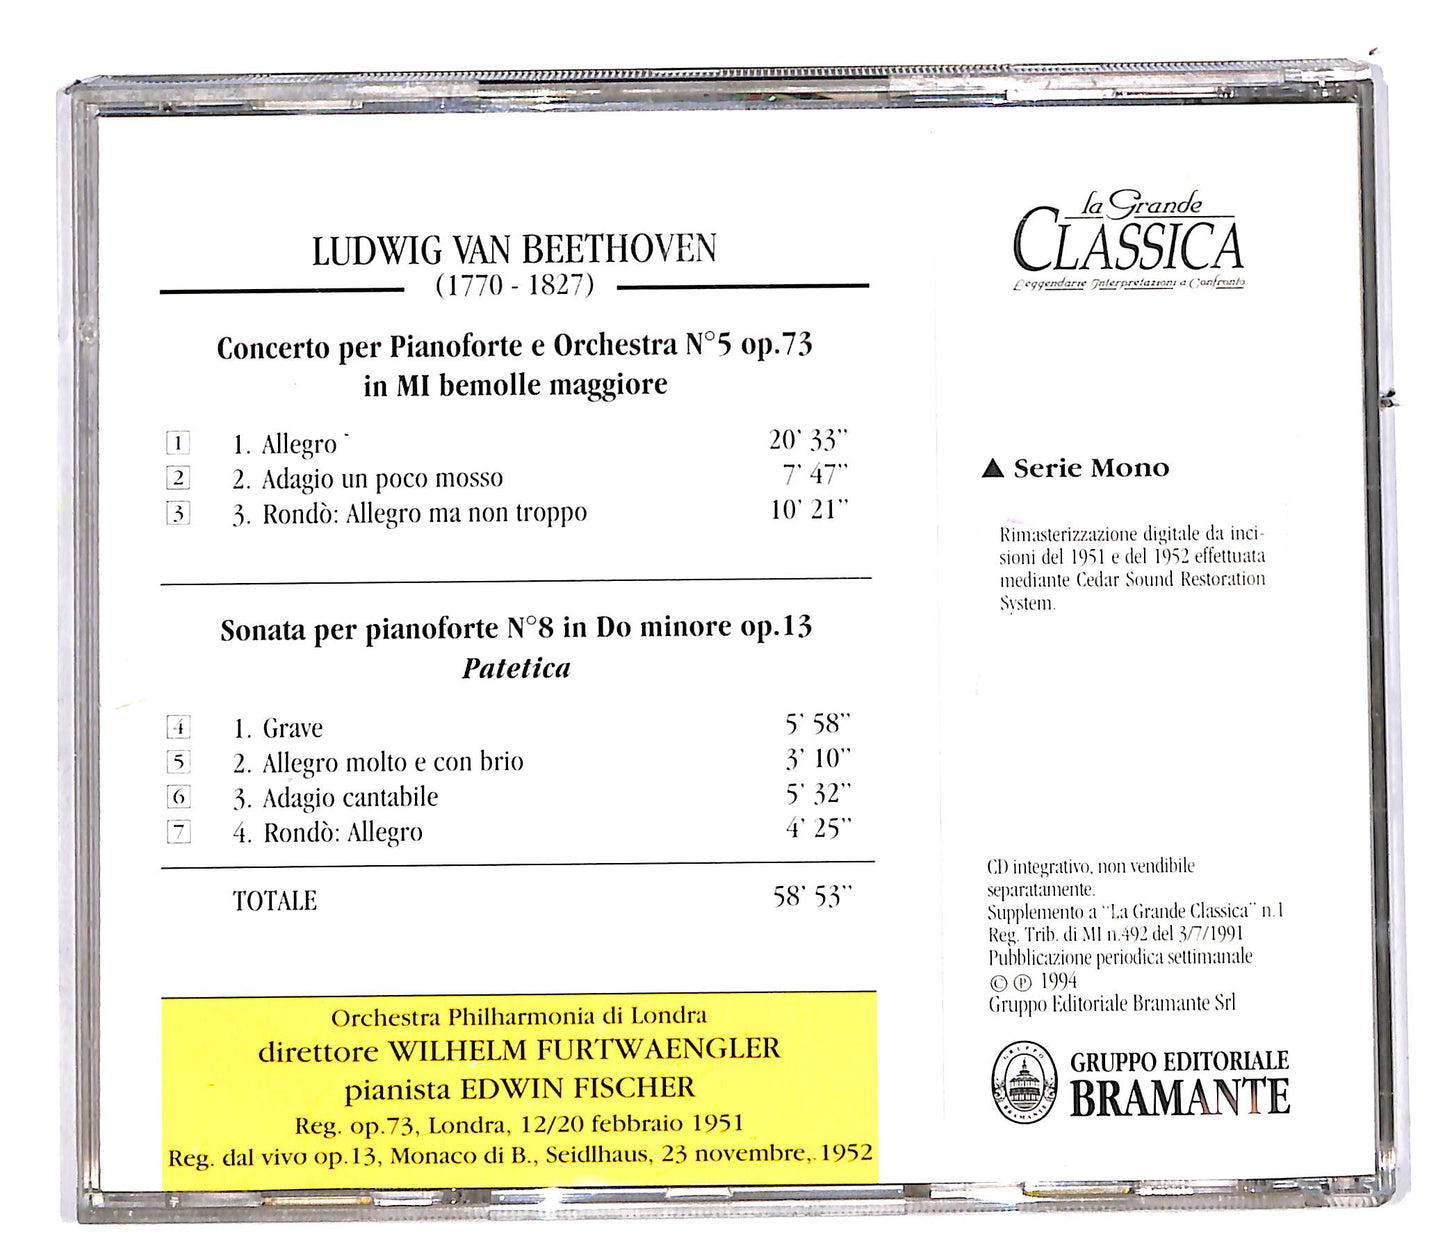 LUDWIG VAN BEETHOVEN
(1770 - 1827)
Concerto per Pianoforte e Orchestra N°5 op.73
in MI bemolle maggiore
1 1. Allegro 20' 33"
2 2. Adagio un poco mosso 7' 47"
3 3. Rondò: Allegro ma non troppo 10' 21"
Sonata per pianoforte N°8 in Do minore op.13
Patetica
4 1. Grave 5' 58"
5 2. Allegro molto e con brio 3' 10"
6 3. Adagio cantabile 5' 32"
7 4. Rondò: Allegro 4' 25"
TOTALE 58' 53"
Orchestra Philharmonia di Londra
direttore WILHELM FURTWAENGLER
pianista EDWIN FISCHER
Reg. op.73, Londra, 12/20 febbraio 1951
Reg. dal vivo op.13, Monaco di B., Seidlhaus, 23 novembre, 1952
la Grande
CLASSICA
Leggendarie Interpretazioni a Confronto
▲ Serie Mono
Rimasterizzazione digitale da inci-
sioni del 1951 e del 1952 effettuata
mediante Cedar Sound Restoration
System.
CD integrativo, non vendibile
separatamente.
Supplemento a "La Grande Classica" n.1
Reg. Trib. di MI n.492 del 3/7/1991
Pubblicazione periodica settimanale
© ℗ 1994
Gruppo Editoriale Bramante Srl
GRUPPO
BRAMANTE
GRUPPO EDITORIALE
BRAMANTE